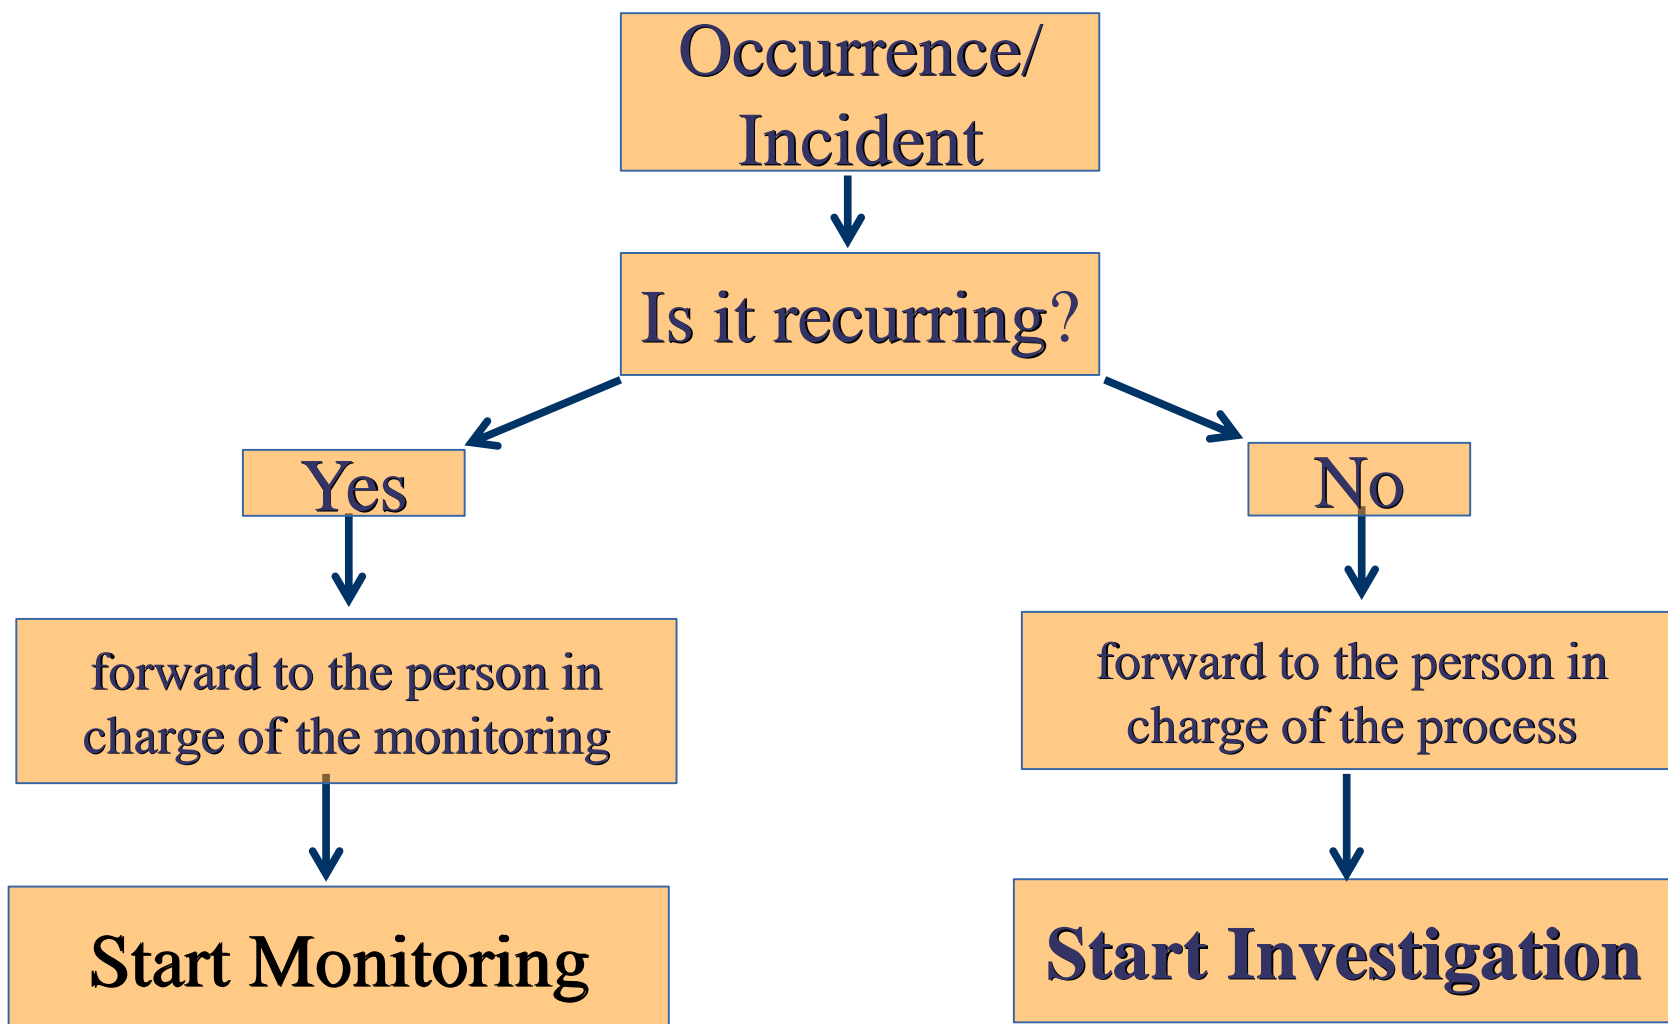 Occurrence/
Incident
Is it recurring?
Yes
No
forward to the person in
charge of the monitoring
forward to the person in
charge of the process
Start Monitoring
Start Investigation